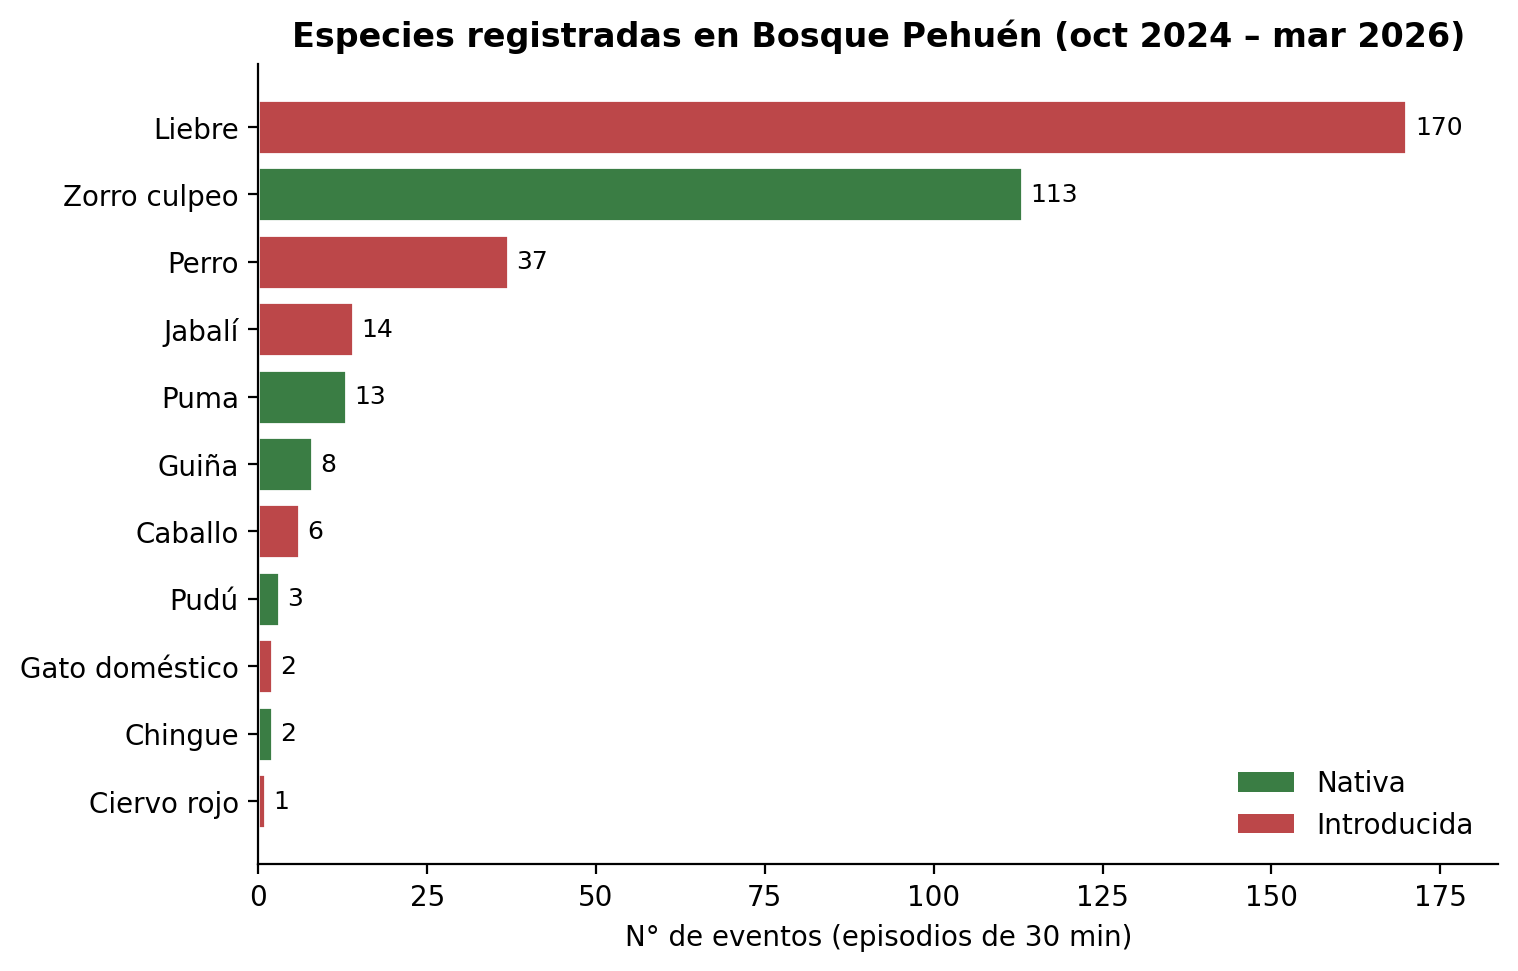 Especies registradas en Bosque Pehuén (oct 2024 – mar 2026)
Liebre 170
Zorro culpeo 113
Perro 37
Jabalí 14
Puma 13
Guiña 8
Caballo 6
Pudú 3
Gato doméstico 2
Chingue 2
Ciervo rojo 1
Nativa
Introducida
0 25 50 75 100 125 150 175
N° de eventos (episodios de 30 min)